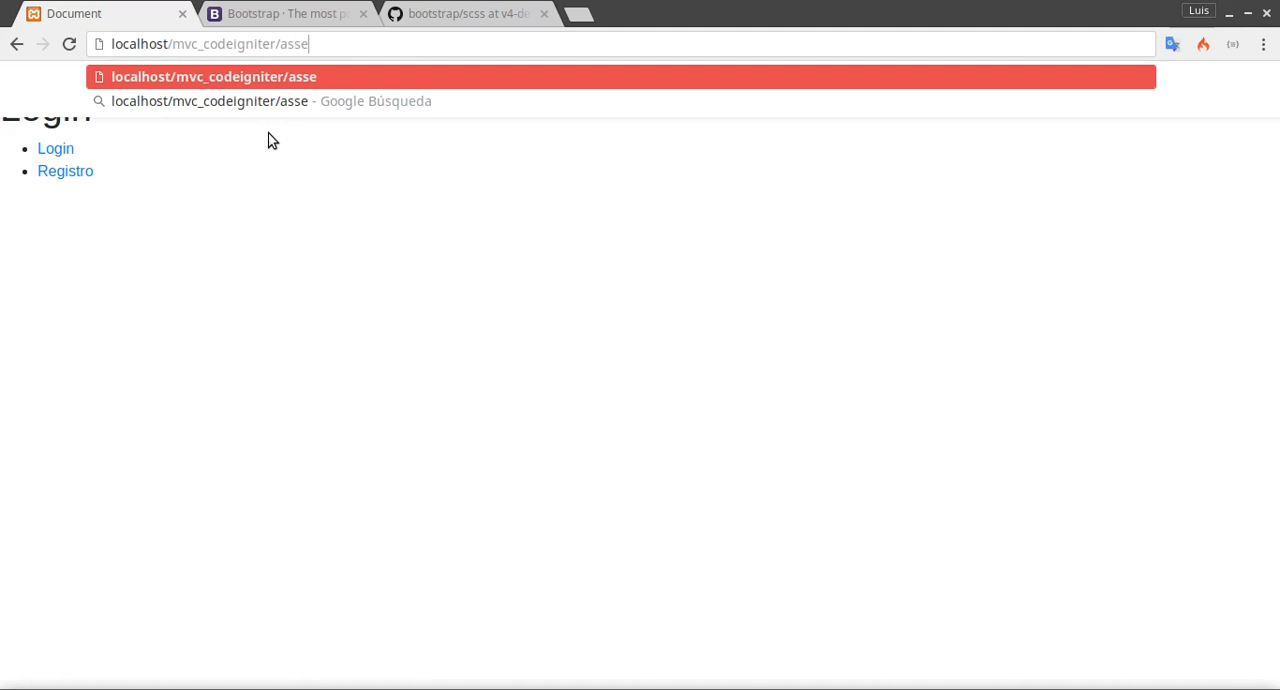 Document
Bootstrap · The most p
bootstrap/scss at v4-de
Luis
localhost/mvc_codeigniter/asse
localhost/mvc_codeigniter/asse
localhost/mvc_codeigniter/asse - Google Búsqueda
Login
Login
Registro